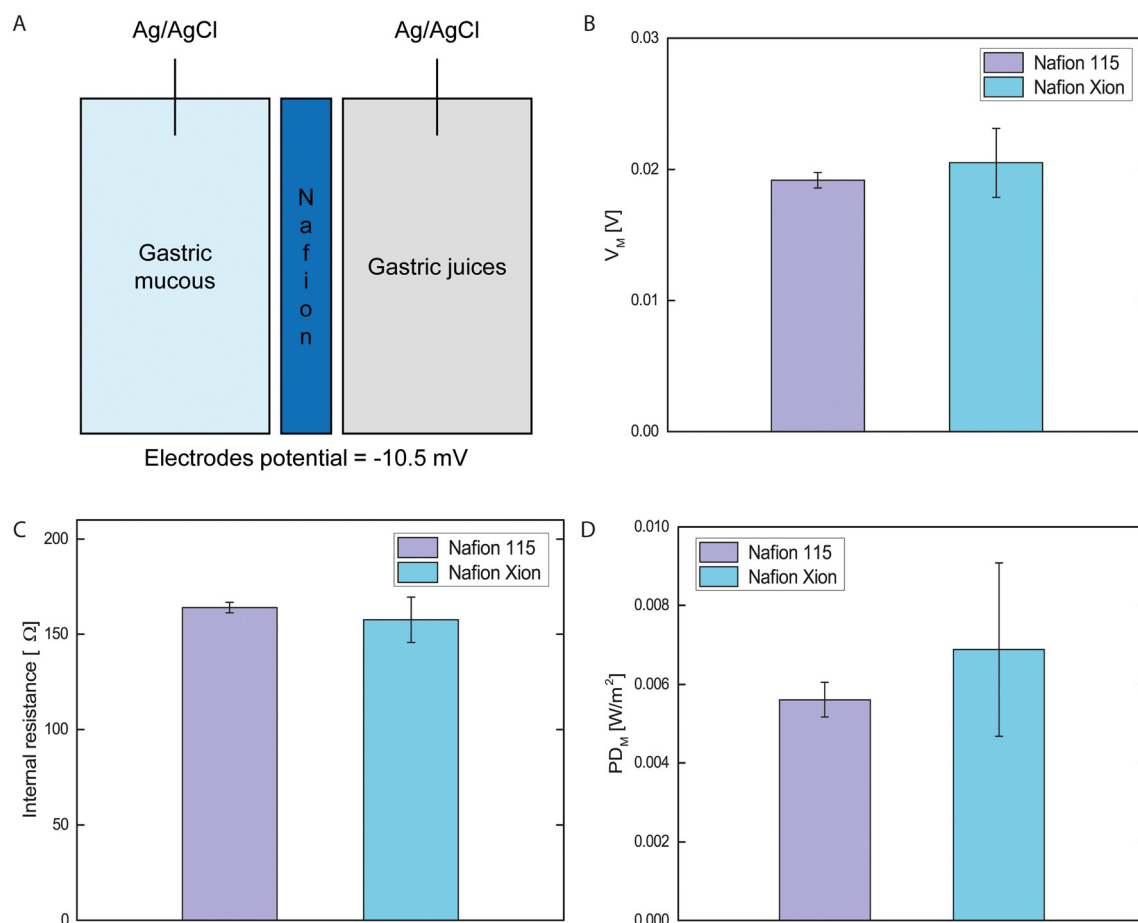 A
Ag/AgCl
Ag/AgCl
Gastric
mucous
N
a
f
i
o
n
Gastric juices
Electrodes potential = -10.5 mV
B
0.03
0.02
0.01
0.00
V_M [V]
Nafion 115
Nafion Xion
C
200
150
100
50
0
Internal resistance [ Ω]
Nafion 115
Nafion Xion
D
0.010
0.008
0.006
0.004
0.002
0.000
PD_M [W/m²]
Nafion 115
Nafion Xion